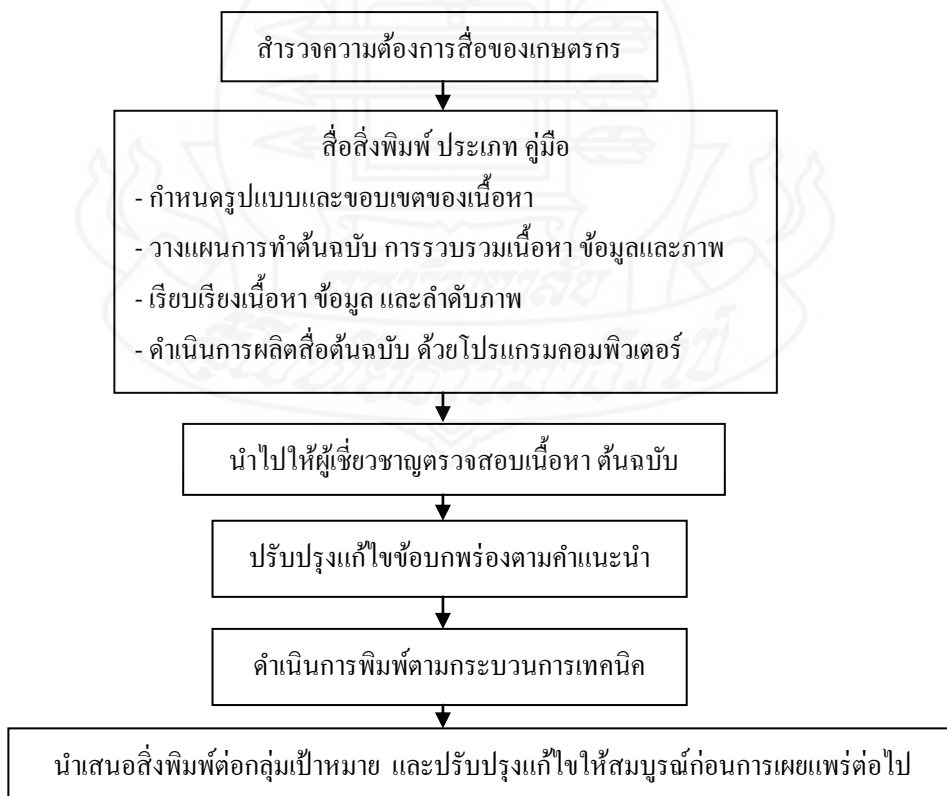 สำรวจความต้องการสื่อของเกษตรกร
สื่อสิ่งพิมพ์ ประเภท คู่มือ
- กำหนดรูปแบบและขอบเขตของเนื้อหา
- วางแผนการทำต้นฉบับ การรวบรวมเนื้อหา ข้อมูลและภาพ
- เรียบเรียงเนื้อหา ข้อมูล และลำดับภาพ
- ดำเนินการผลิตสื่อต้นฉบับ ด้วยโปรแกรมคอมพิวเตอร์
นำไปให้ผู้เชี่ยวชาญตรวจสอบเนื้อหา ต้นฉบับ
ปรับปรุงแก้ไขข้อบกพร่องตามคำแนะนำ
ดำเนินการพิมพ์ตามกระบวนการเทคนิค
นำเสนอสิ่งพิมพ์ต่อกลุ่มเป้าหมาย และปรับปรุงแก้ไขให้สมบูรณ์ก่อนการเผยแพร่ต่อไป